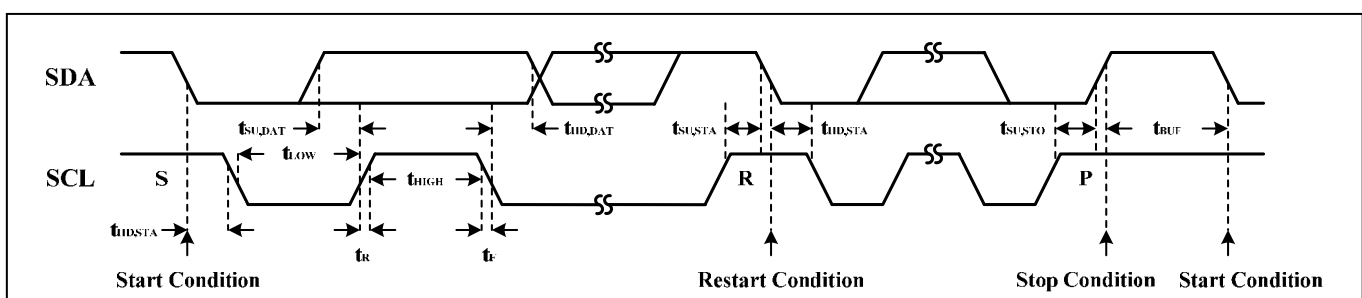 SDA
tSU,DAT tHD,DAT tSU,STA tHD,STA tSU,STO tBUF
tLOW
SCL S tHIGH R P
tHD,STA
tR tF
Start Condition Restart Condition Stop Condition Start Condition